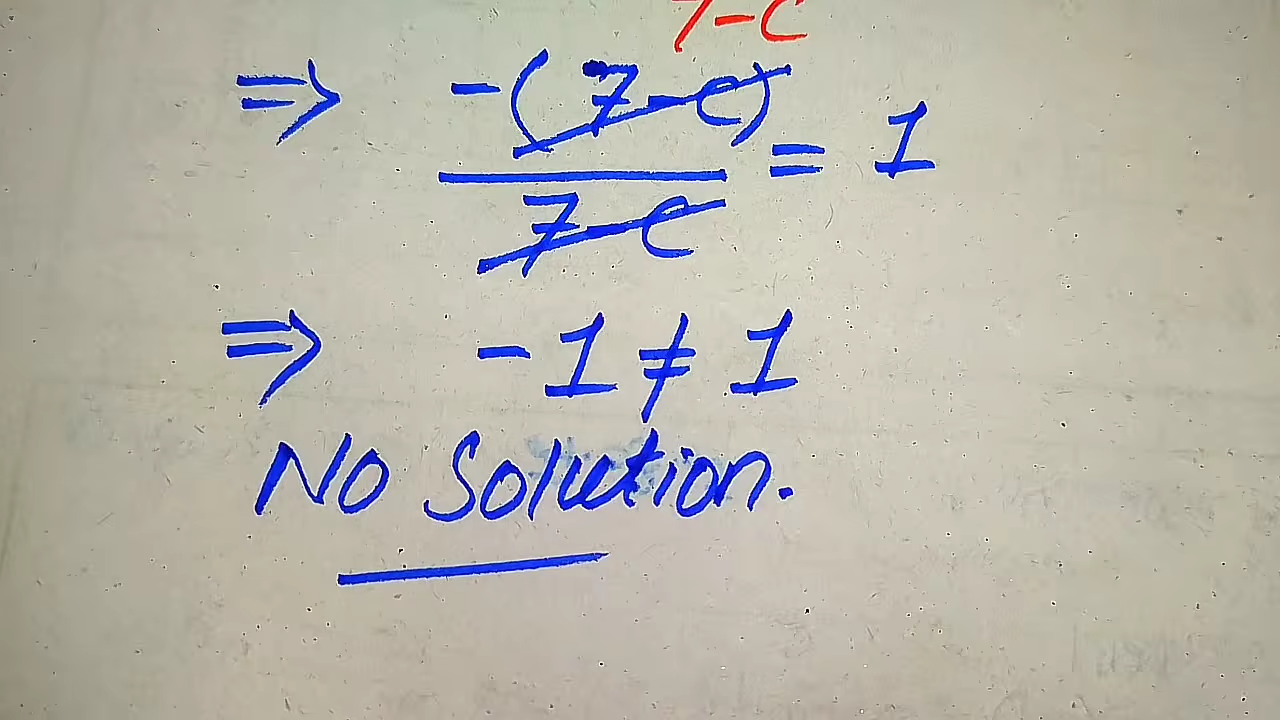 7-c
⇒ -(7-c)
= 1
7-c
⇒ -1 ≠ 1
No Solution.